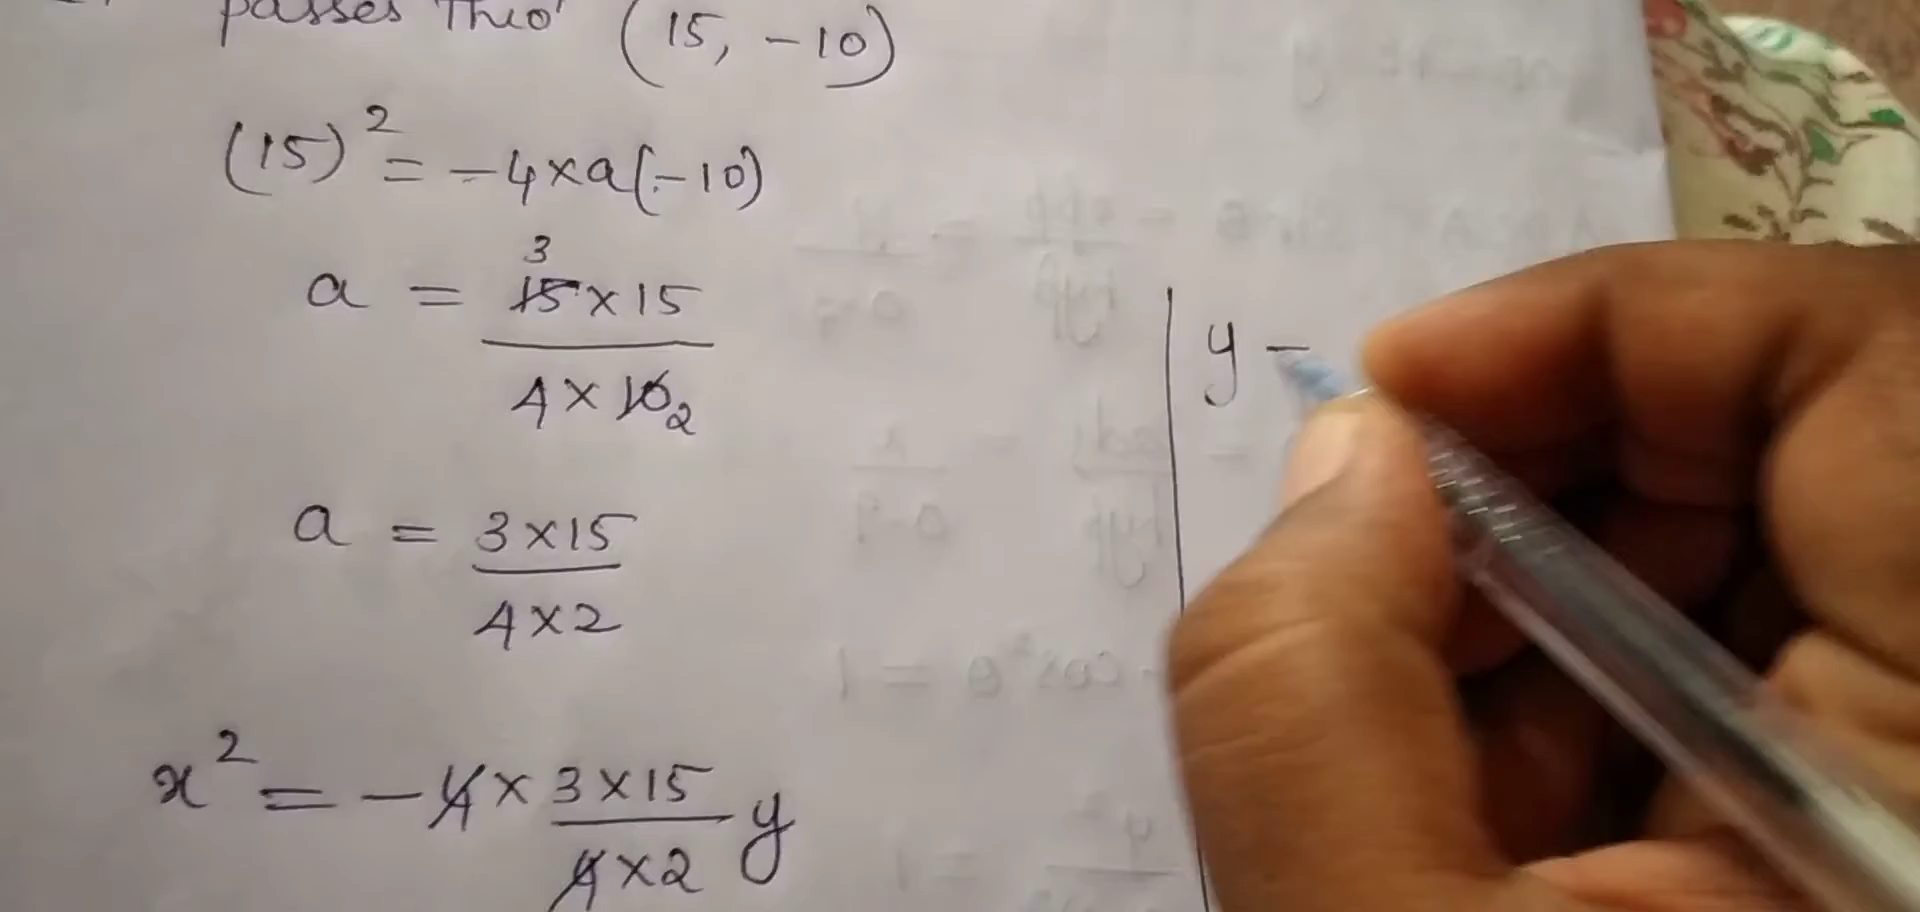 passes thro' (15, -10)
(15)² = -4×a(-10)
a = 3 15×15
4×10 2
a = 3×15
4×2
x² = -4× 3×15 y
4×2
y -